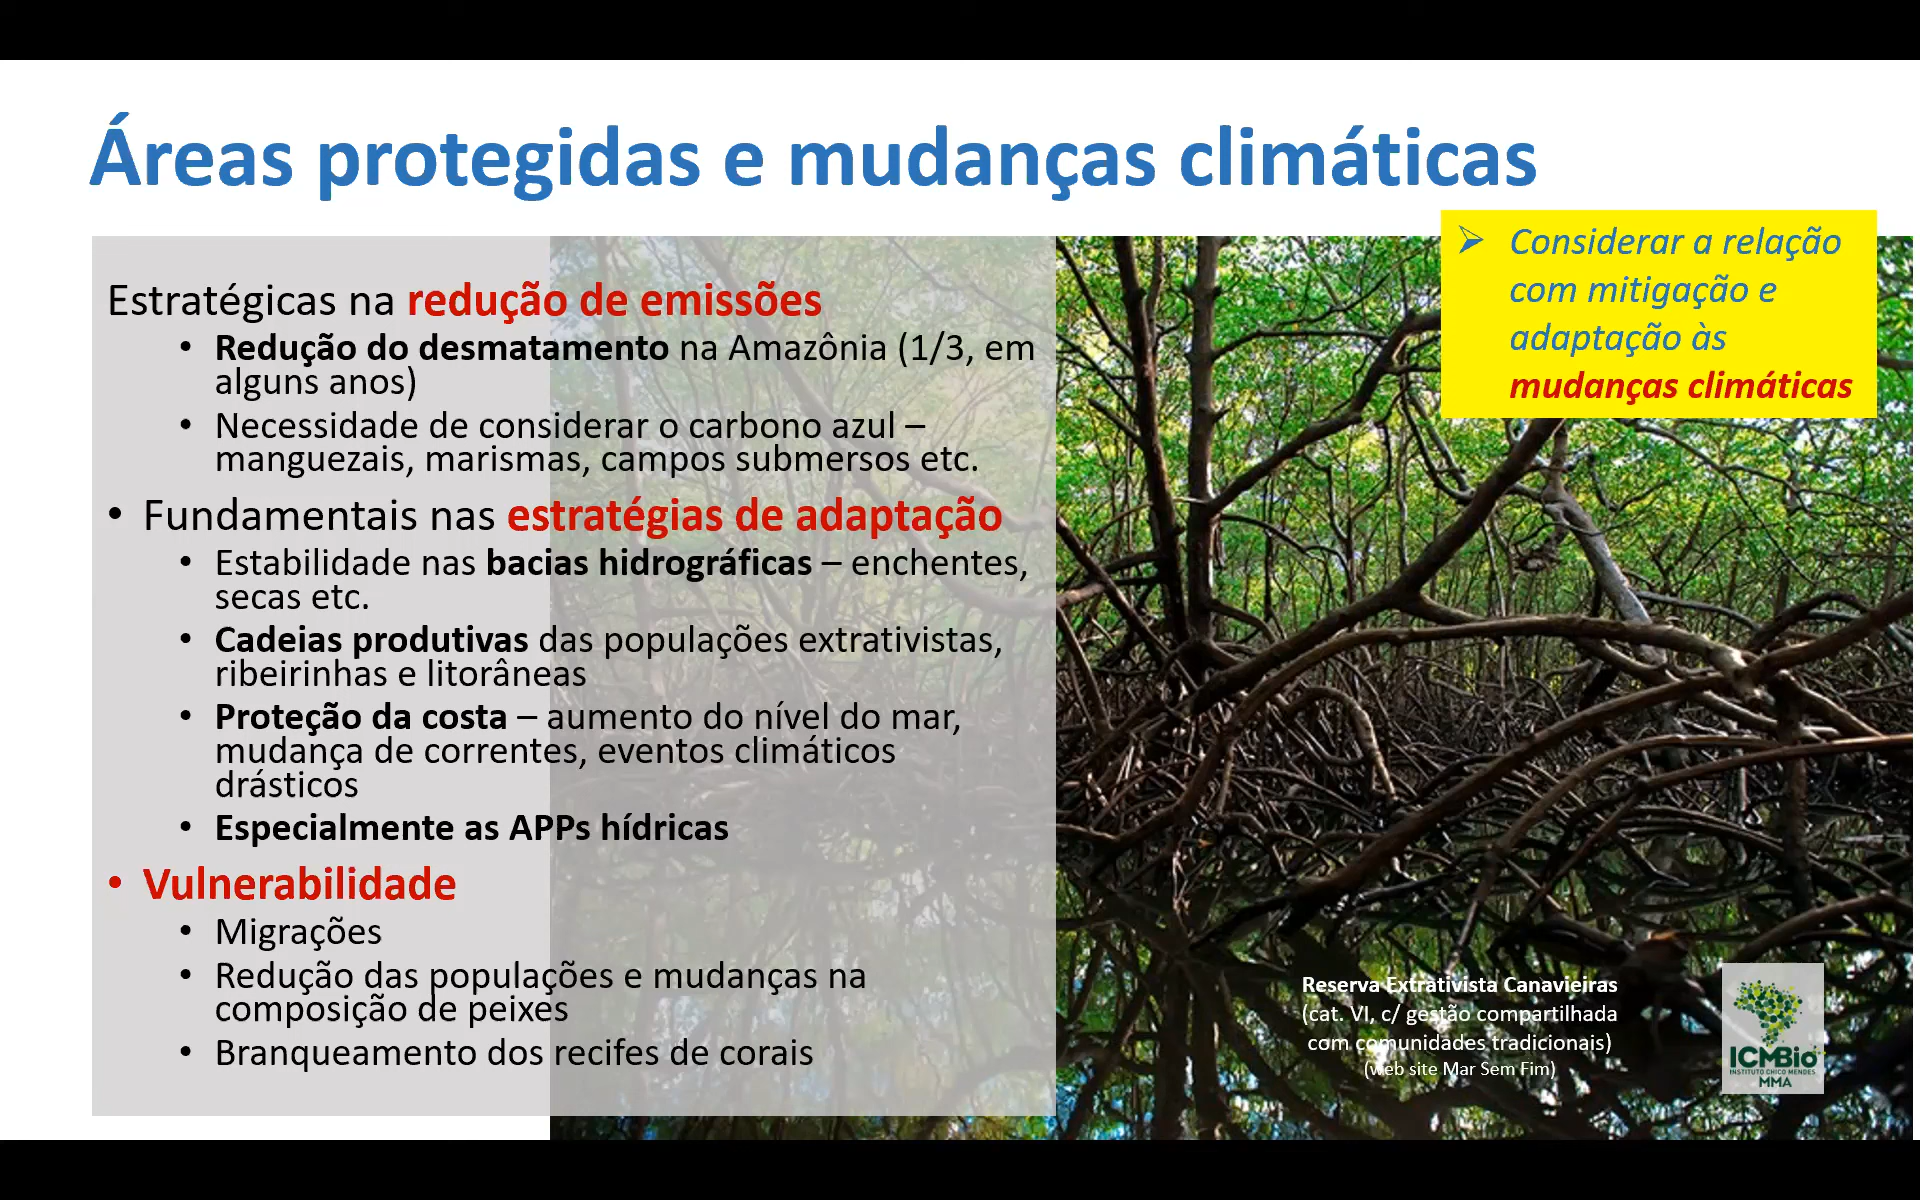 Áreas protegidas e mudanças climáticas
➢ Considerar a relação
com mitigação e
adaptação às
mudanças climáticas
Estratégicas na redução de emissões
• Redução do desmatamento na Amazônia (1/3, em
alguns anos)
• Necessidade de considerar o carbono azul –
manguezais, marismas, campos submersos etc.
• Fundamentais nas estratégias de adaptação
• Estabilidade nas bacias hidrográficas – enchentes,
secas etc.
• Cadeias produtivas das populações extrativistas,
ribeirinhas e litorâneas
• Proteção da costa – aumento do nível do mar,
mudança de correntes, eventos climáticos
drásticos
• Especialmente as APPs hídricas
• Vulnerabilidade
• Migrações
• Redução das populações e mudanças na
composição de peixes
• Branqueamento dos recifes de corais
Reserva Extrativista Canavieiras
(cat. VI, c/ gestão compartilhada
com comunidades tradicionais)
(web site Mar Sem Fim)
ICMBio
INSTITUTO CHICO MENDES
MMA